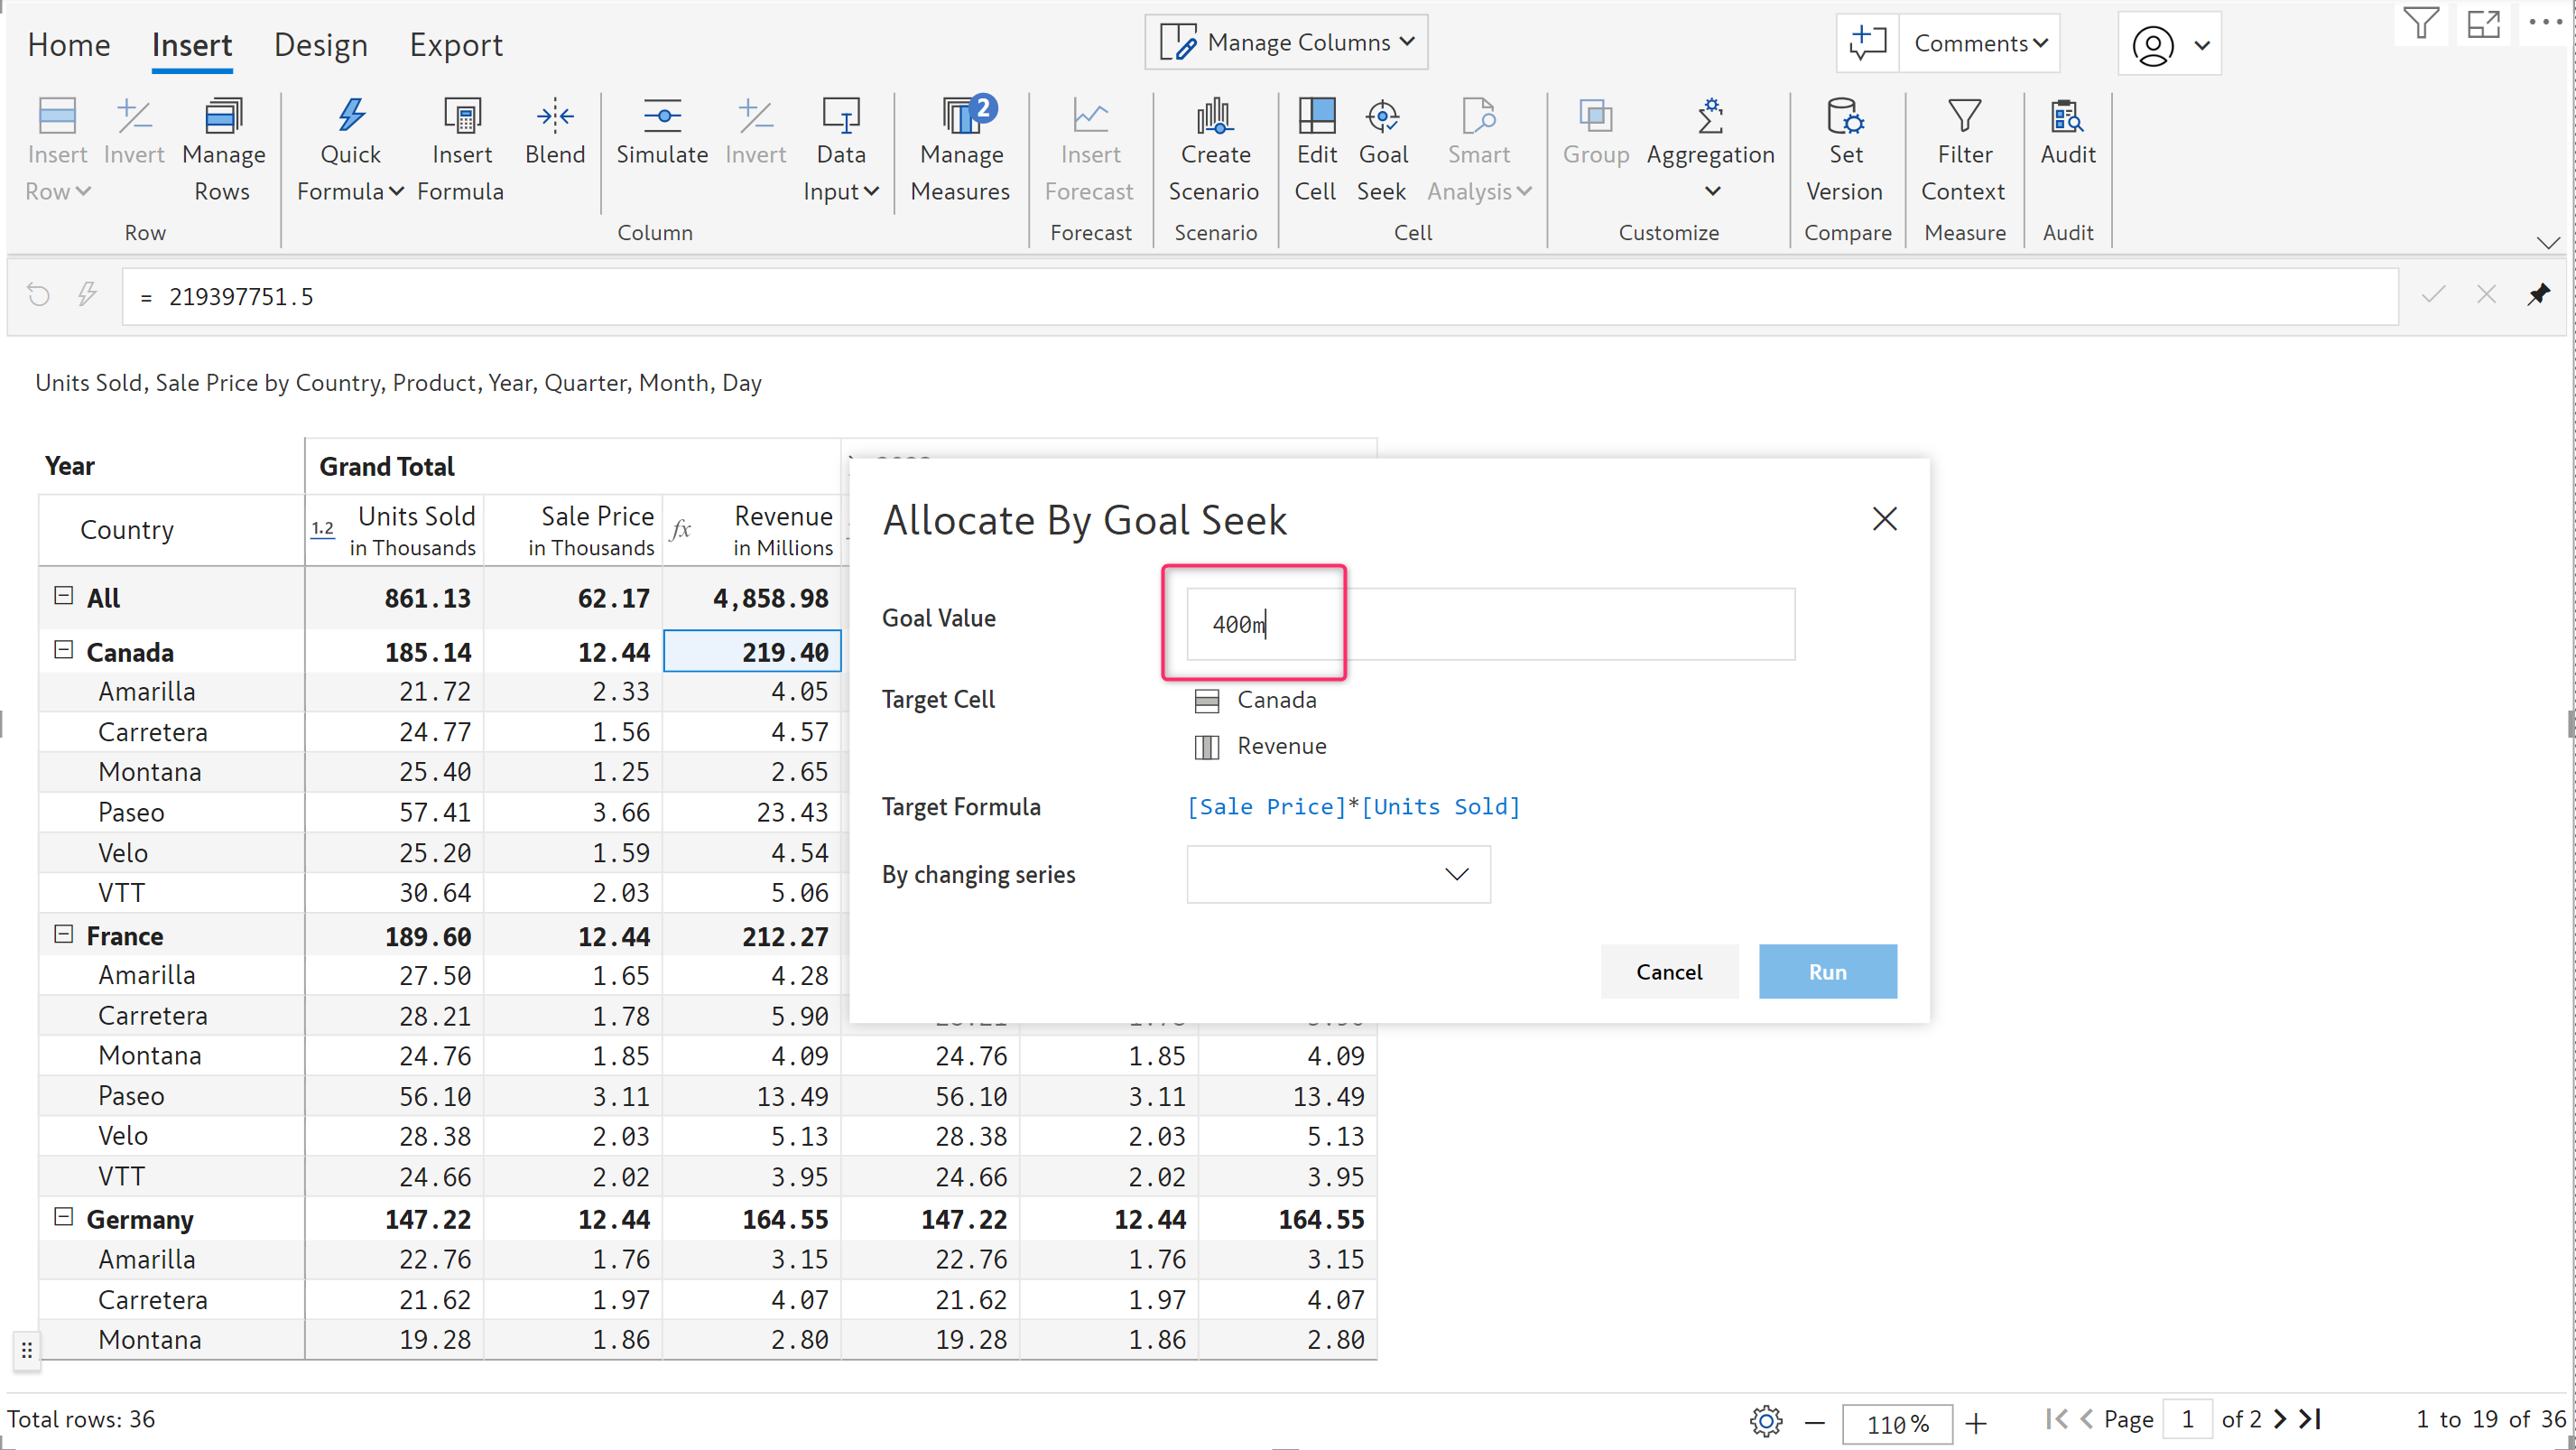 Home Insert Design Export
Manage Columns
Comments
Insert Row
Invert
Manage Rows
Row
Quick Formula
Insert Formula
Blend
Simulate
Invert
Data Input
Column
2
Manage Measures
Insert Forecast
Forecast
Create Scenario
Scenario
Edit Cell
Goal Seek
Smart Analysis
Cell
Group
Aggregation
Customize
Set Version
Compare
Filter Context
Measure
Audit
Audit
= 219397751.5
Units Sold, Sale Price by Country, Product, Year, Quarter, Month, Day
Year Grand Total
Country 1.2 Units Sold in Thousands Sale Price in Thousands fx Revenue in Millions
All 861.13 62.17 4,858.98
Canada 185.14 12.44 219.40
Amarilla 21.72 2.33 4.05
Carretera 24.77 1.56 4.57
Montana 25.40 1.25 2.65
Paseo 57.41 3.66 23.43
Velo 25.20 1.59 4.54
VTT 30.64 2.03 5.06
France 189.60 12.44 212.27
Amarilla 27.50 1.65 4.28
Carretera 28.21 1.78 5.90
Montana 24.76 1.85 4.09 24.76 1.85 4.09
Paseo 56.10 3.11 13.49 56.10 3.11 13.49
Velo 28.38 2.03 5.13 28.38 2.03 5.13
VTT 24.66 2.02 3.95 24.66 2.02 3.95
Germany 147.22 12.44 164.55 147.22 12.44 164.55
Amarilla 22.76 1.76 3.15 22.76 1.76 3.15
Carretera 21.62 1.97 4.07 21.62 1.97 4.07
Montana 19.28 1.86 2.80 19.28 1.86 2.80
Allocate By Goal Seek
Goal Value 400m
Target Cell Canada
Revenue
Target Formula [Sale Price]*[Units Sold]
By changing series
Cancel Run
Total rows: 36
110%
Page 1 of 2
1 to 19 of 36